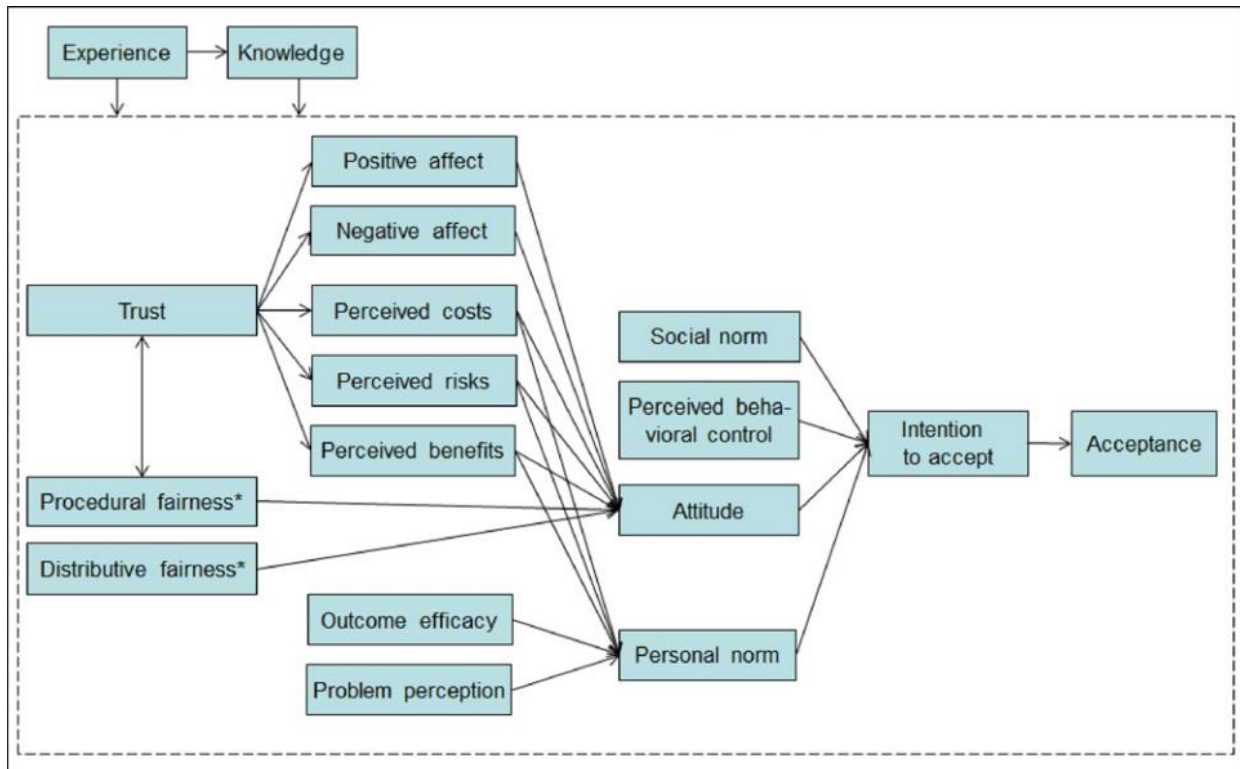 Experience
Knowledge
Positive affect
Negative affect
Trust
Perceived costs
Perceived risks
Perceived benefits
Procedural fairness*
Distributive fairness*
Outcome efficacy
Problem perception
Social norm
Perceived beha-
vioral control
Attitude
Personal norm
Intention
to accept
Acceptance